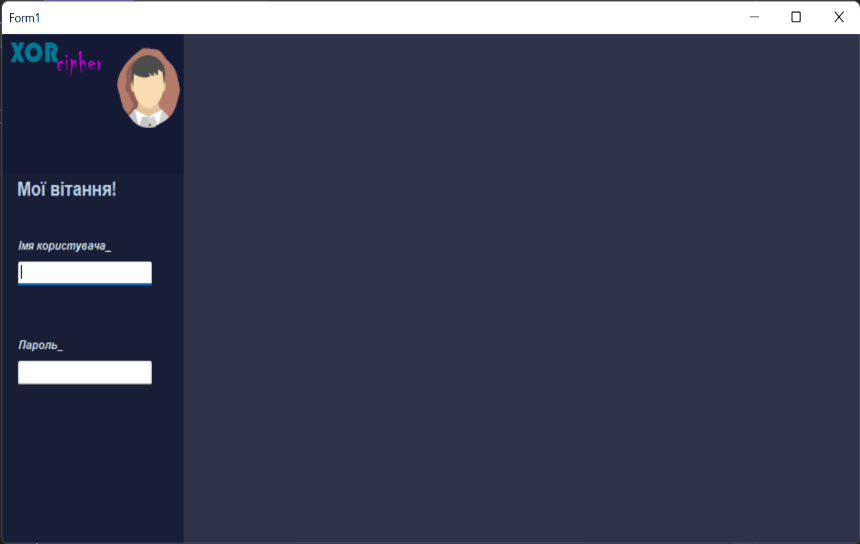 Form1
XOR
cipher
Мої вітання!
Імя користувача_
Пароль_